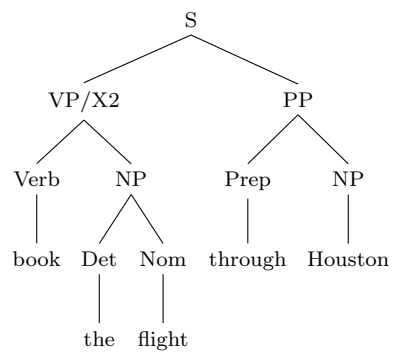 S
VP/X2 PP
Verb NP Prep NP
book Det Nom through Houston
the flight